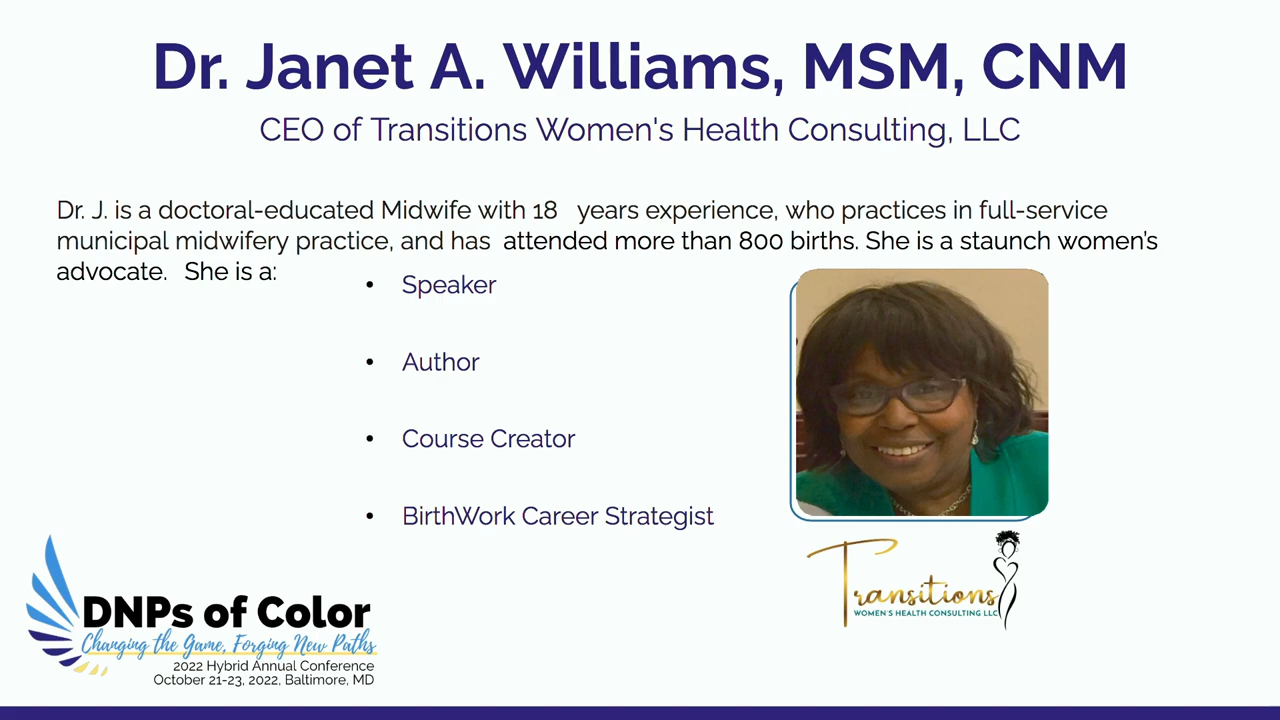 Dr. Janet A. Williams, MSM, CNM
CEO of Transitions Women's Health Consulting, LLC
Dr. J. is a doctoral-educated Midwife with 18 years experience, who practices in full-service
municipal midwifery practice, and has attended more than 800 births. She is a staunch women's
advocate. She is a:
• Speaker
• Author
• Course Creator
• BirthWork Career Strategist
Transitions
WOMEN'S HEALTH CONSULTING LLC
DNPs of Color
Changing the Game, Forging New Paths
2022 Hybrid Annual Conference
October 21-23, 2022, Baltimore, MD